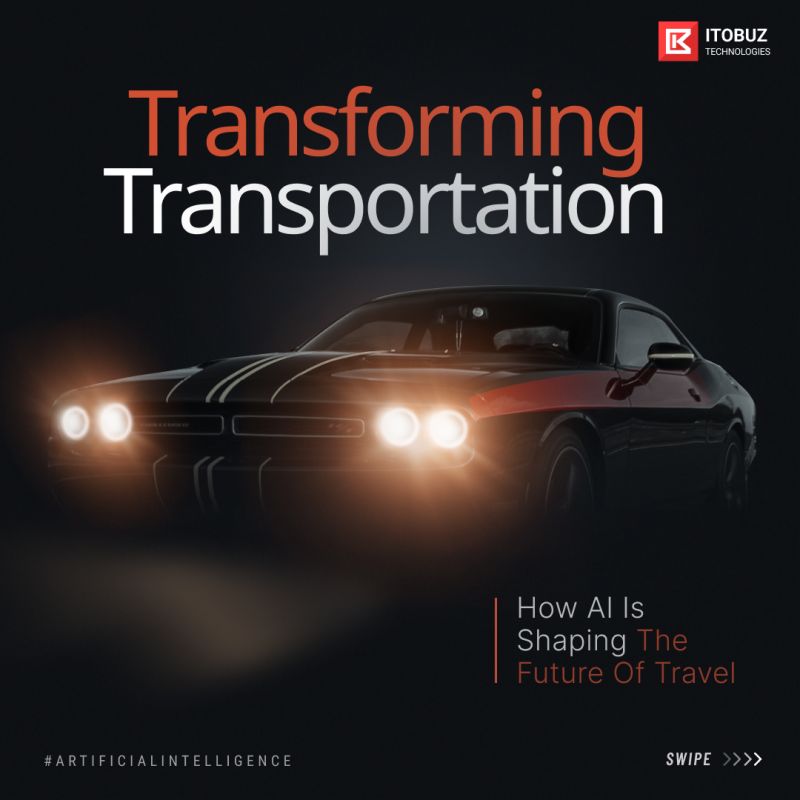 ITOBUZ
TECHNOLOGIES
Transforming
Transportation
How AI Is
Shaping The
Future Of Travel
#ARTIFICIALINTELLIGENCE
SWIPE >>>>